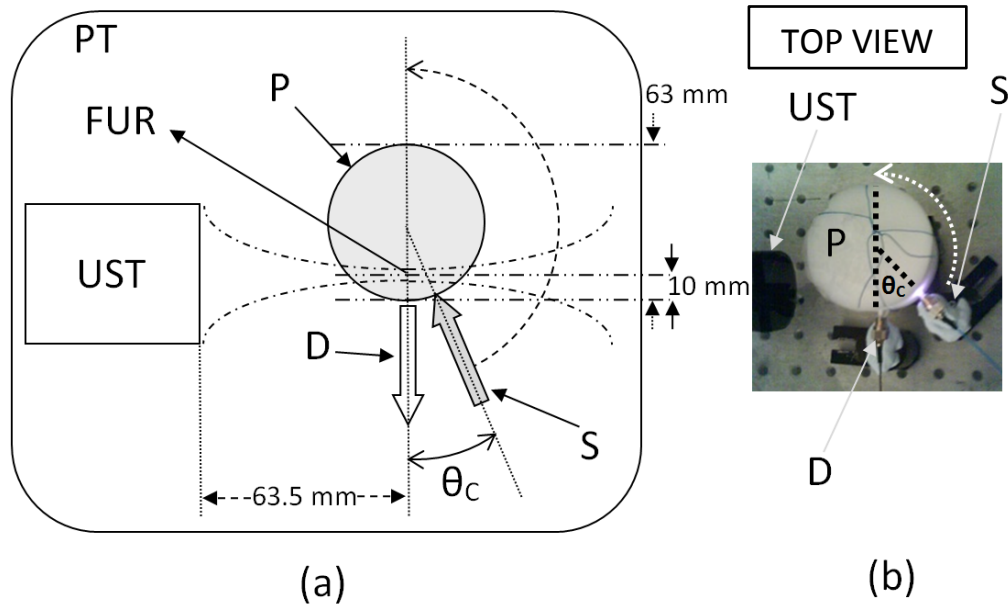 PT
P
FUR
UST
63 mm
10 mm
D
S
θC
63.5 mm
(a)
TOP VIEW
UST
S
P
θC
D
(b)